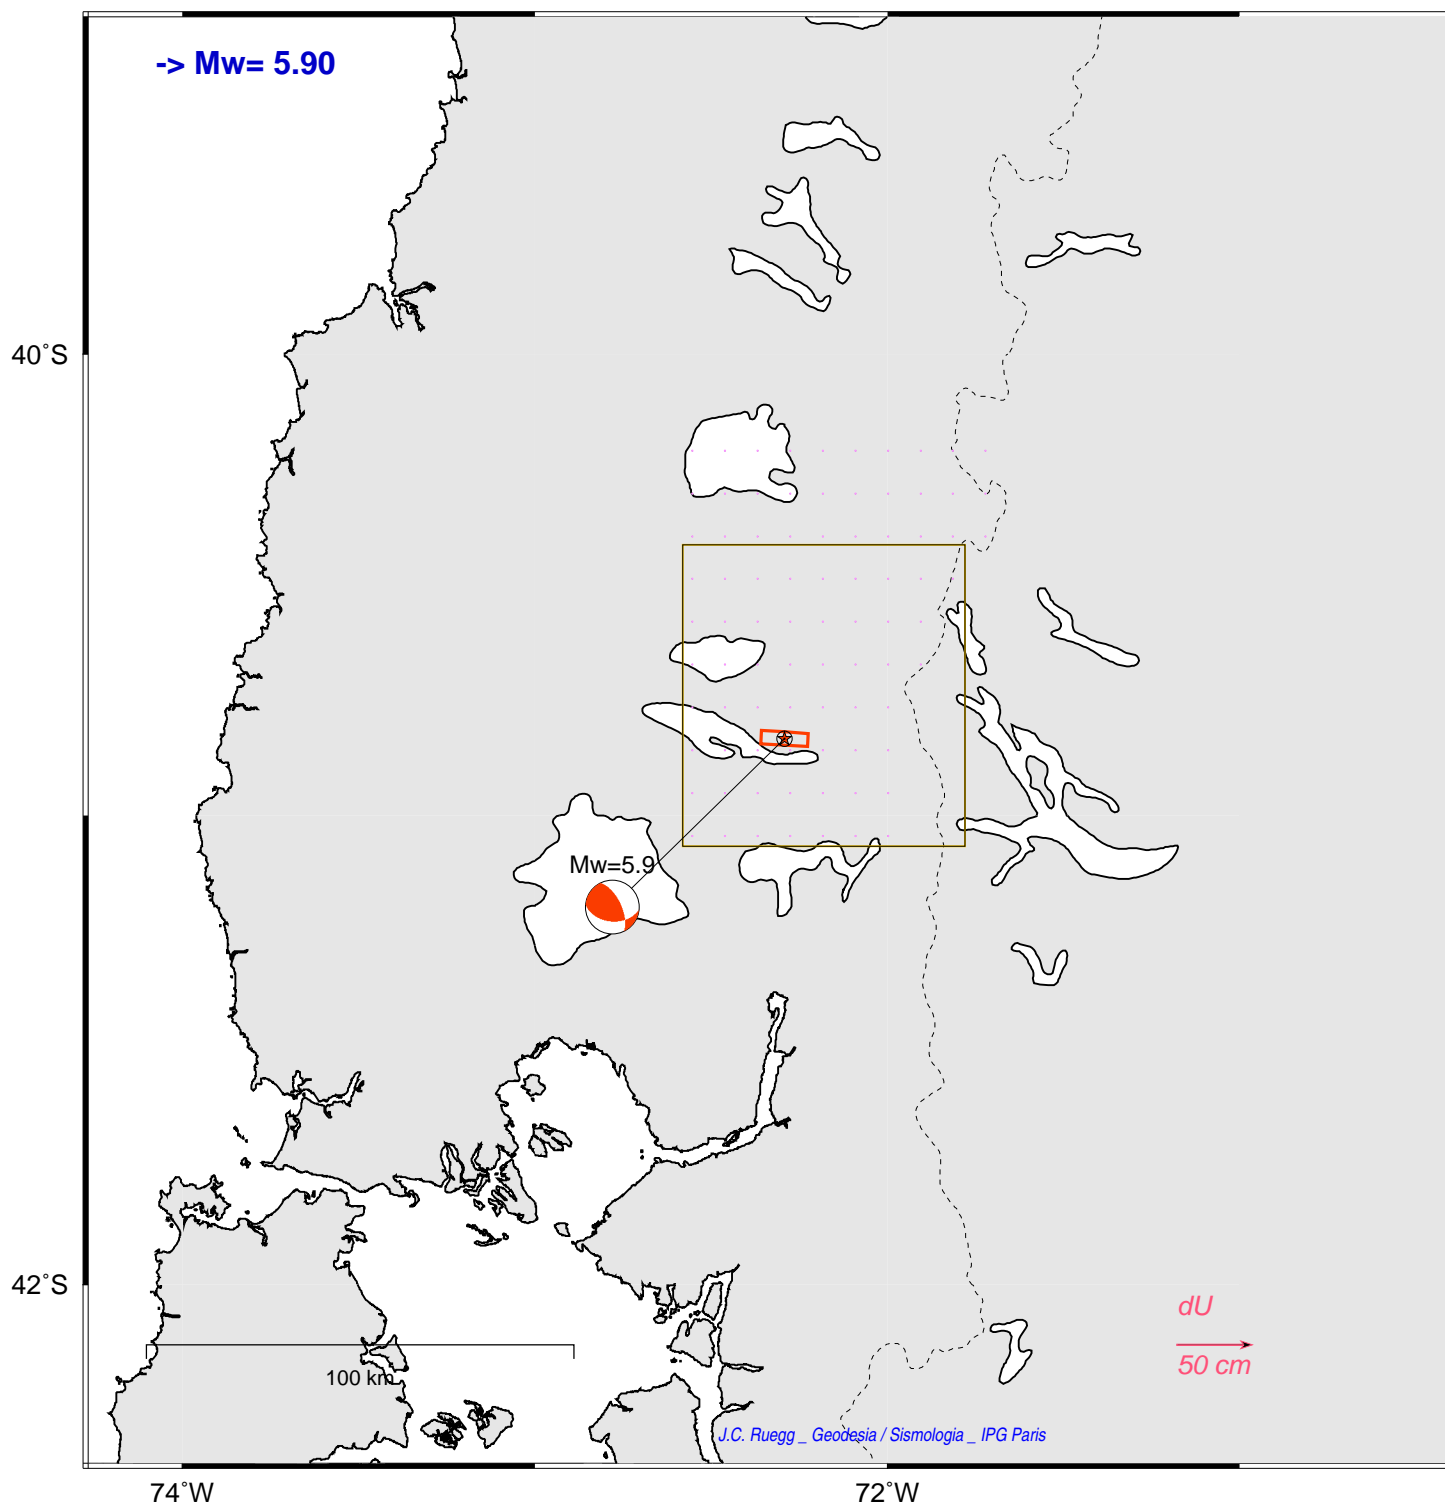 -> Mw= 5.90
40˚S
Mw=5.9
42˚S
dU
50 cm
100 km
J.C. Ruegg _ Geodesia / Sismologia _ IPG Paris
74˚W
72˚W